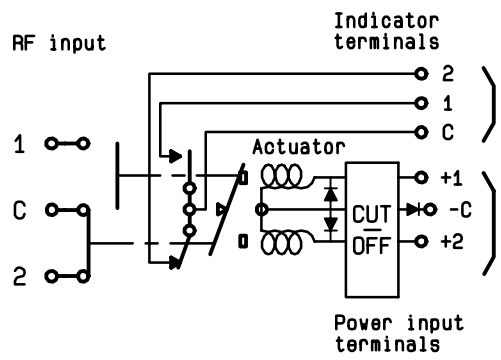 Indicator
terminals
RF input
2
1
C
1
C
2
Actuator
CUT
OFF
+1
-C
+2
Power input
terminals